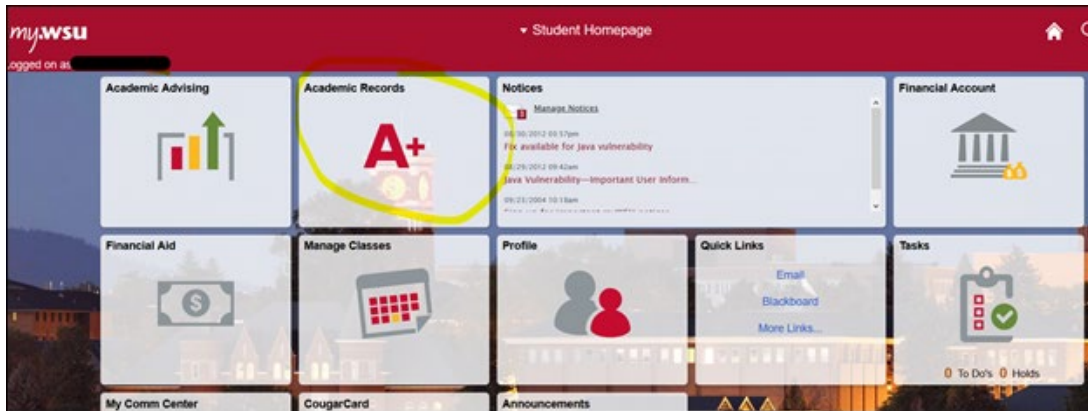 my.wsu
Student Homepage
Logged on as
Academic Advising
Academic Records
A+
Notices
Manage Notices
08/30/2012 03:57pm
Fix available for Java vulnerability
08/29/2012 09:42am
Java Vulnerability—Important User Inform...
09/23/2004 10:18am
Financial Account
Financial Aid
Manage Classes
Profile
Quick Links
Email
Blackboard
More Links...
Tasks
0 To Do's 0 Holds
My Comm Center
CougarCard
Announcements